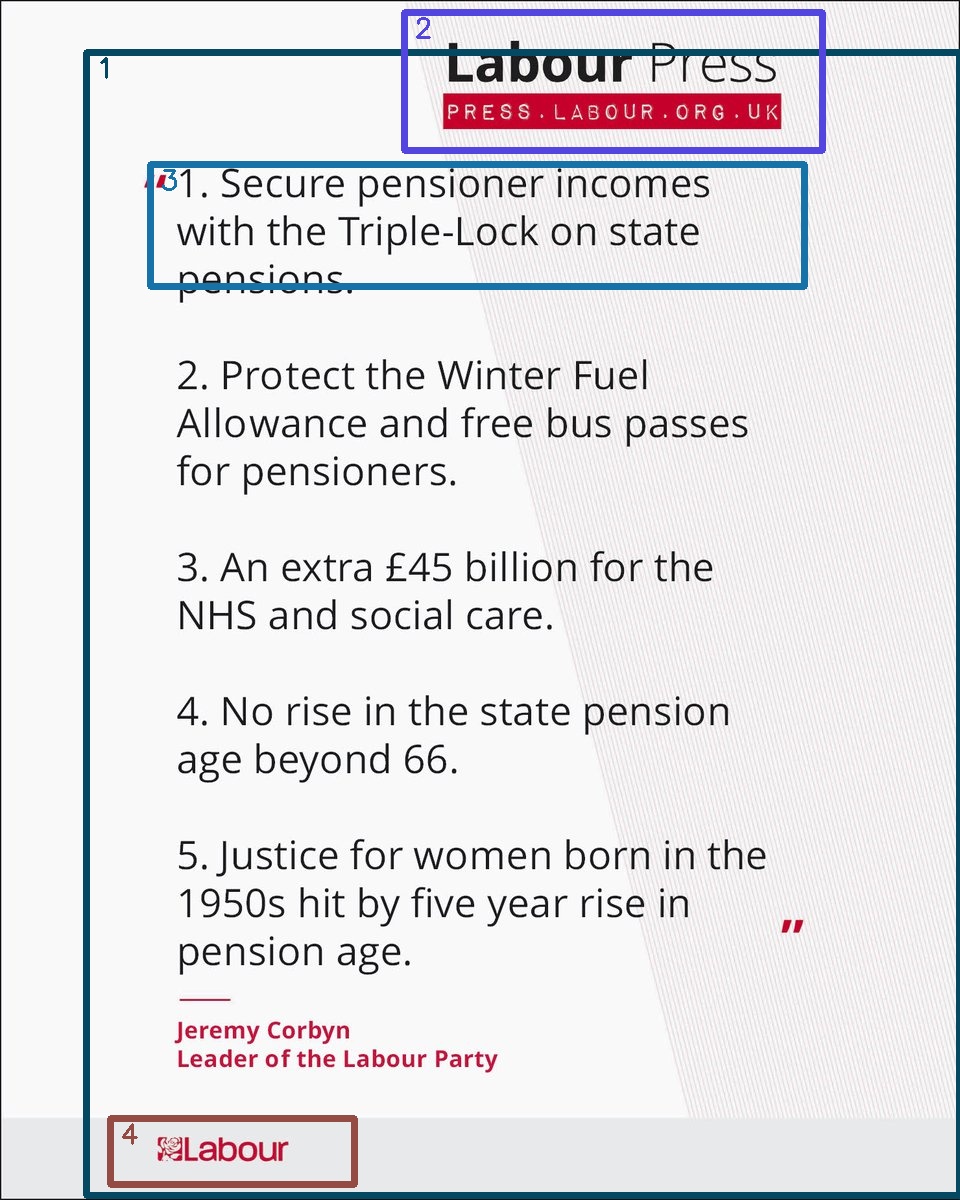 Labour Press
PRESS.LABOUR.ORG.UK
"1. Secure pensioner incomes
with the Triple-Lock on state
pensions.
2. Protect the Winter Fuel
Allowance and free bus passes
for pensioners.
3. An extra £45 billion for the
NHS and social care.
4. No rise in the state pension
age beyond 66.
5. Justice for women born in the
1950s hit by five year rise in
pension age."
Jeremy Corbyn
Leader of the Labour Party
Labour